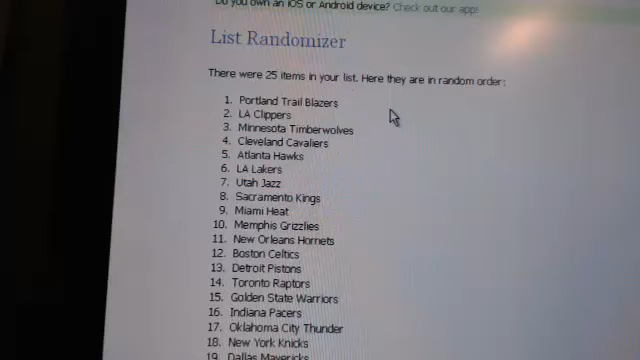 Do you own an iOS or Android device? Check out our app!
List Randomizer
There were 25 items in your list. Here they are in random order:
1. Portland Trail Blazers
2. LA Clippers
3. Minnesota Timberwolves
4. Cleveland Cavaliers
5. Atlanta Hawks
6. LA Lakers
7. Utah Jazz
8. Sacramento Kings
9. Miami Heat
10. Memphis Grizzlies
11. New Orleans Hornets
12. Boston Celtics
13. Detroit Pistons
14. Toronto Raptors
15. Golden State Warriors
16. Indiana Pacers
17. Oklahoma City Thunder
18. New York Knicks
19. Dallas Mavericks